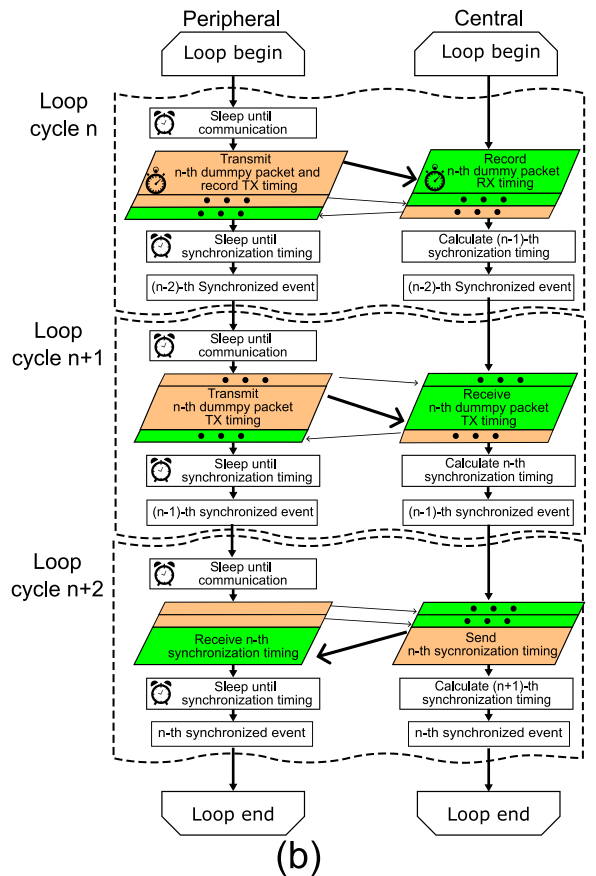 Peripheral
Central
Loop begin
Loop begin
Loop
cycle n
Sleep until
communication
Transmit
n-th dummpy packet and
record TX timing
Record
n-th dummy packet
RX timing
Sleep until
synchronization timing
Calculate (n-1)-th
sychronization timing
(n-2)-th Synchronized event
(n-2)-th Synchronized event
Loop
cycle n+1
Sleep until
communication
Transmit
n-th dummpy packet
TX timing
Receive
n-th dummpy packet
TX timing
Sleep until
synchronization timing
Calculate n-th
synchronization timing
(n-1)-th synchronized event
(n-1)-th synchronized event
Loop
cycle n+2
Sleep until
communication
Receive n-th
synchronization timing
Send
n-th sycnronization timing
Sleep until
synchronization timing
Calculate (n+1)-th
synchronization timing
n-th synchronized event
n-th synchronized event
Loop end
Loop end
(b)